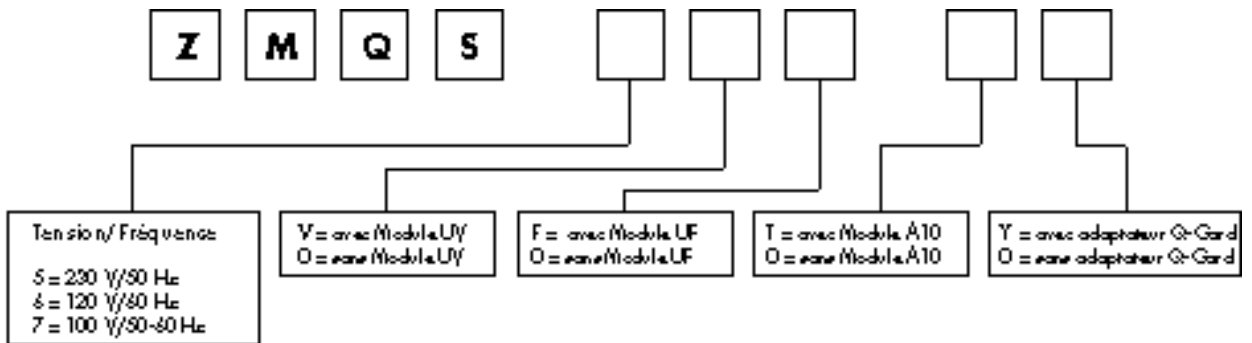 Z M Q S
Tension/Fréquence
5 = 230 V/50 Hz
6 = 120 V/60 Hz
7 = 100 V/50-60 Hz
V = avec Module UV
O = sans Module UV
F = avec Module UF
O = sans Module UF
T = avec Module A10
O = sans Module A10
Y = avec adaptateur Q-Gard
O = sans adaptateur Q-Gard